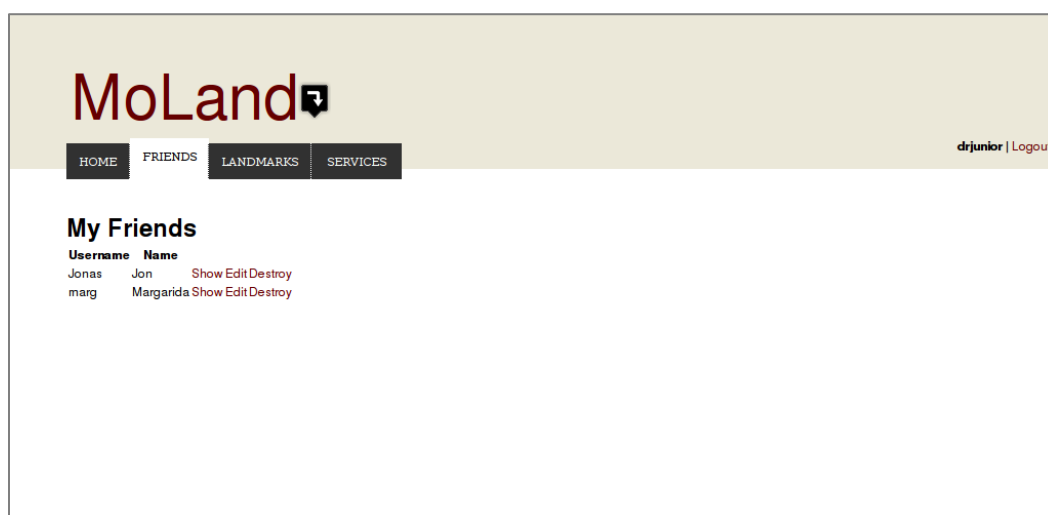 MoLand
HOME FRIENDS LANDMARKS SERVICES
drjunior | Logou
My Friends
Username Name
Jonas Jon Show Edit Destroy
marg Margarida Show Edit Destroy